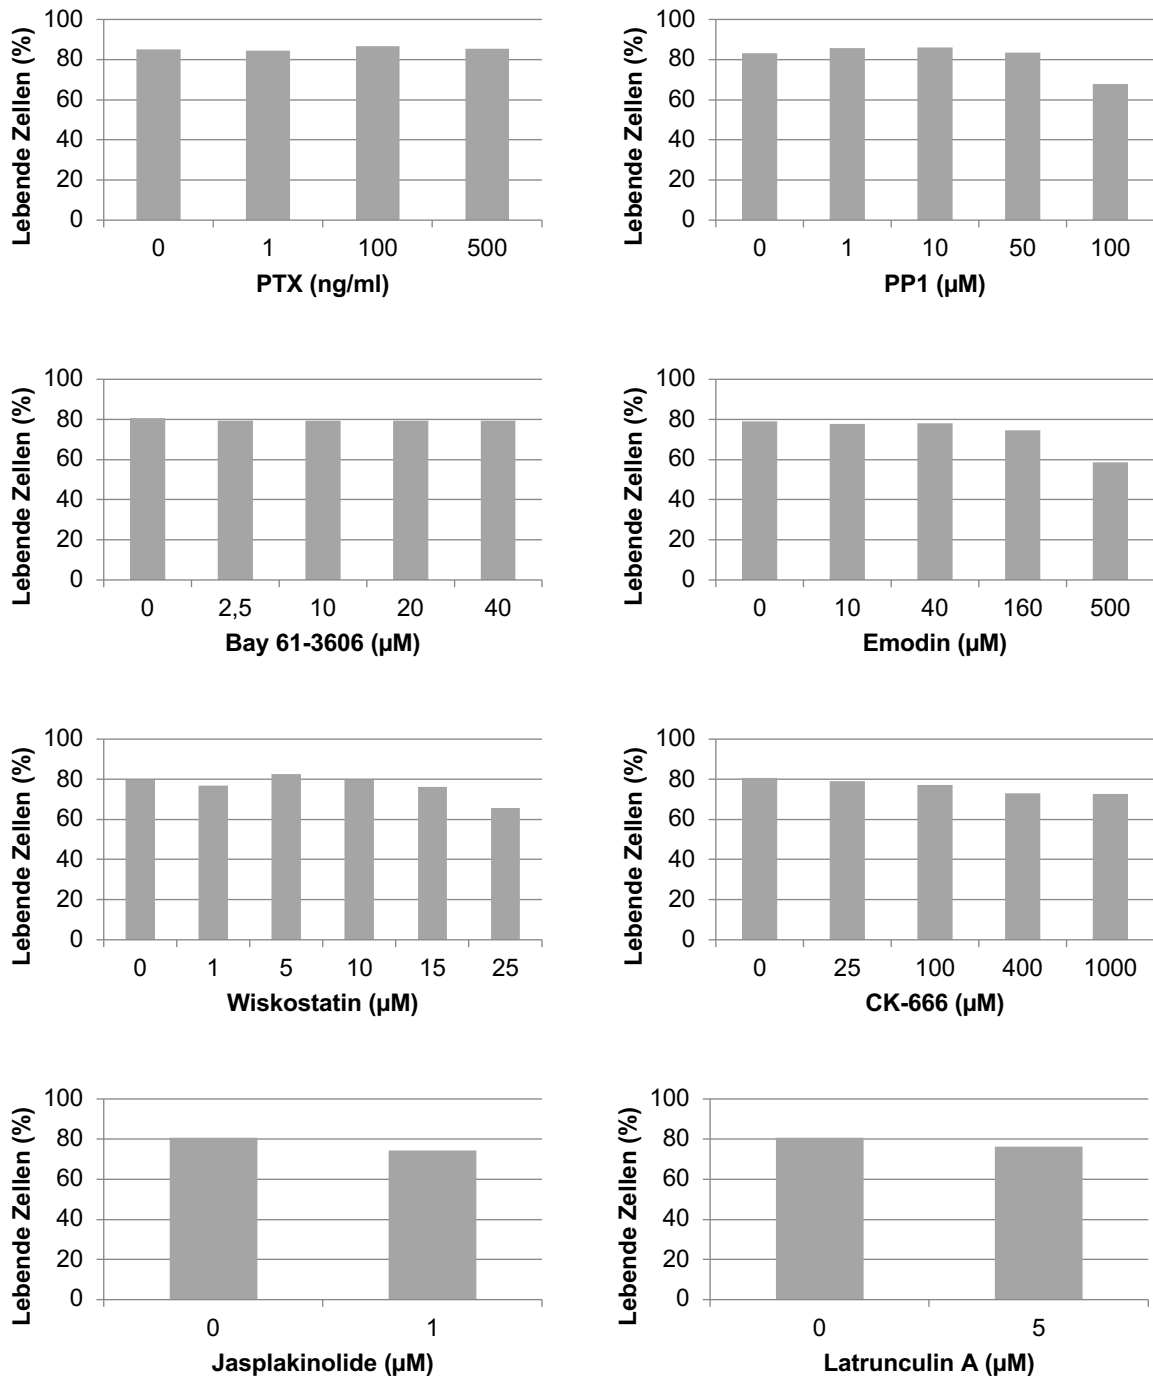 Lebende Zellen (%)
100
80
60
40
20
0
0 1 100 500
PTX (ng/ml)
Lebende Zellen (%)
100
80
60
40
20
0
0 1 10 50 100
PP1 (µM)
Lebende Zellen (%)
100
80
60
40
20
0
0 2,5 10 20 40
Bay 61-3606 (µM)
Lebende Zellen (%)
100
80
60
40
20
0
0 10 40 160 500
Emodin (µM)
Lebende Zellen (%)
100
80
60
40
20
0
0 1 5 10 15 25
Wiskostatin (µM)
Lebende Zellen (%)
100
80
60
40
20
0
0 25 100 400 1000
CK-666 (µM)
Lebende Zellen (%)
100
80
60
40
20
0
0 1
Jasplakinolide (µM)
Lebende Zellen (%)
100
80
60
40
20
0
0 5
Latrunculin A (µM)